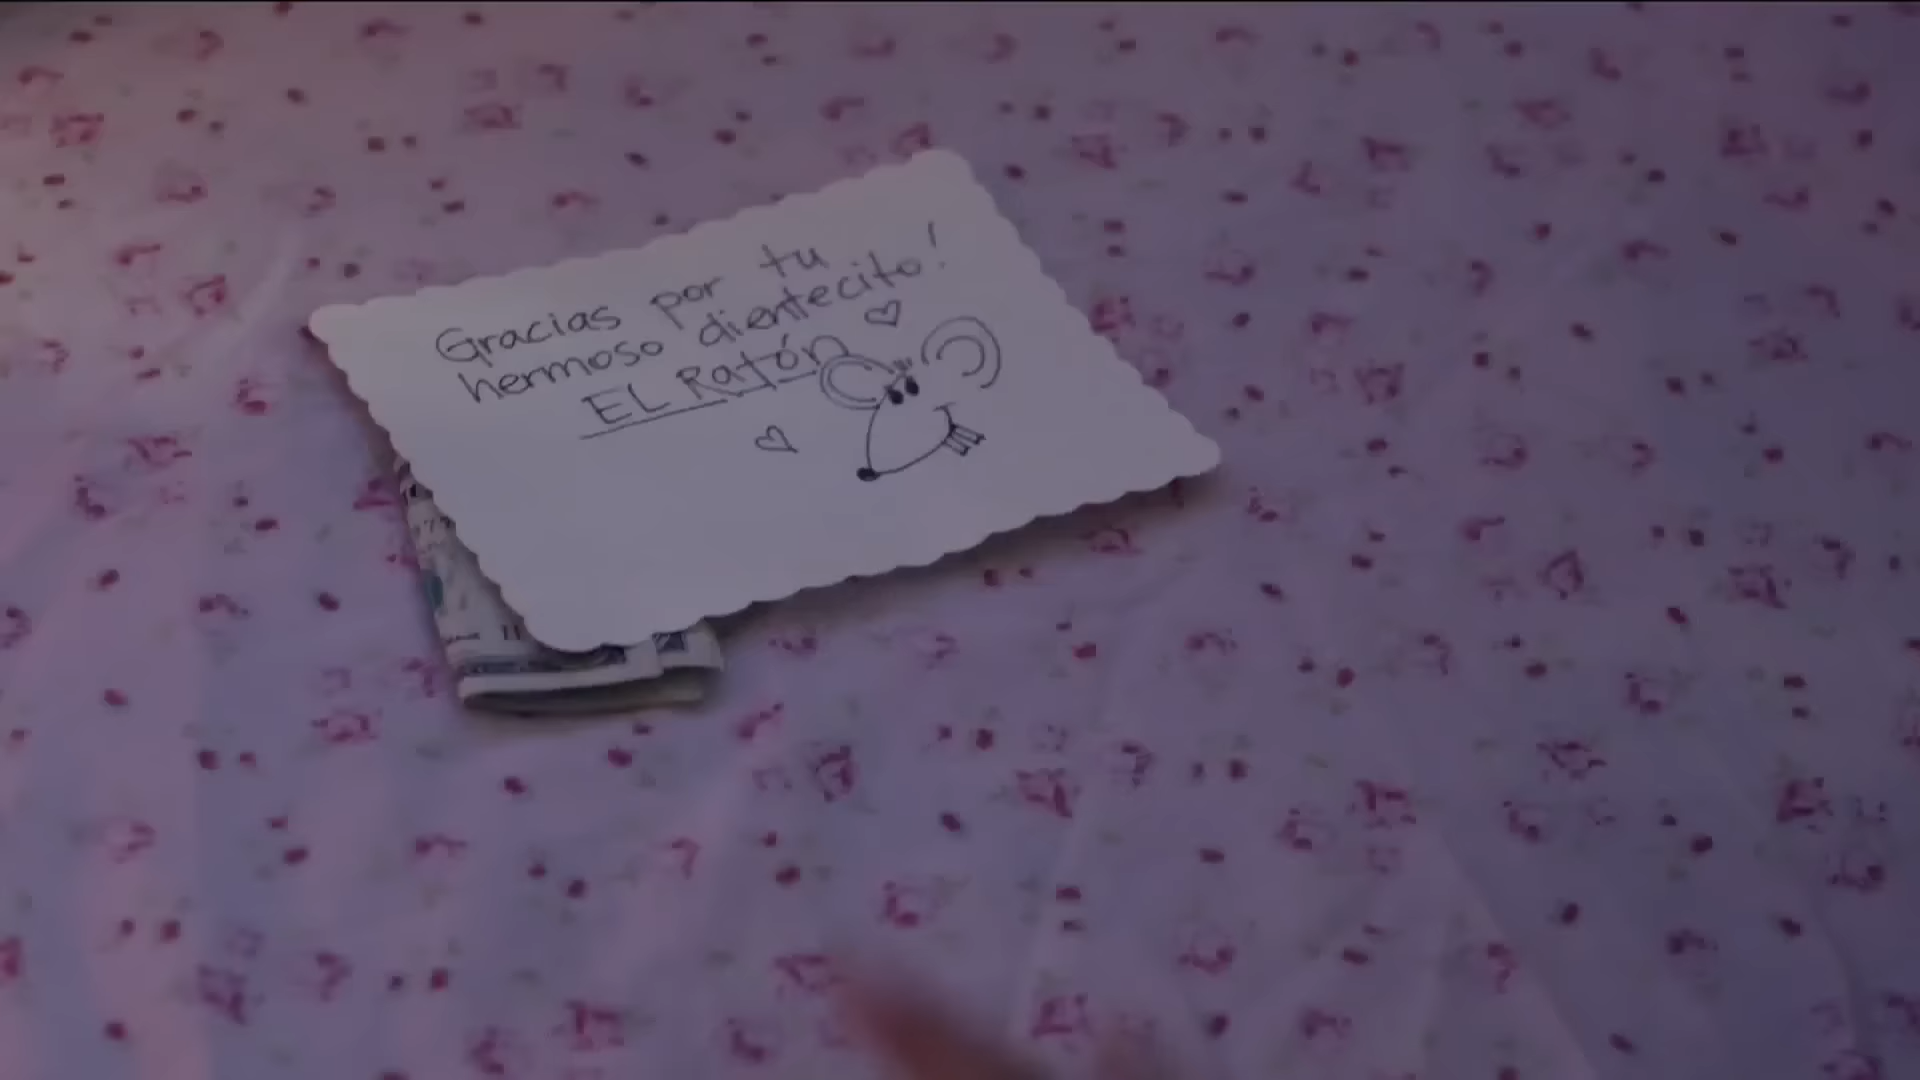 Gracias por tu
hermoso dientecito!
EL Ratón